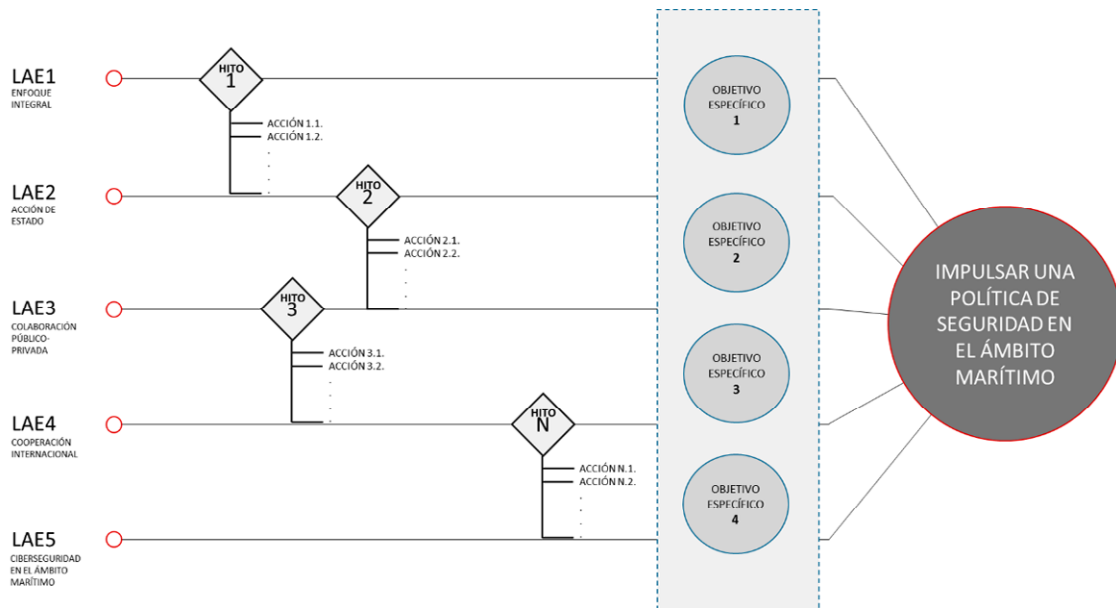 LAE1
ENFOQUE
INTEGRAL
HITO
1
ACCIÓN 1.1.
ACCIÓN 1.2.
LAE2
ACCIÓN DE
ESTADO
HITO
2
ACCIÓN 2.1.
ACCIÓN 2.2.
LAE3
COLABORACIÓN
PÚBLICO-
PRIVADA
HITO
3
ACCIÓN 3.1.
ACCIÓN 3.2.
LAE4
COOPERACIÓN
INTERNACIONAL
HITO
N
ACCIÓN N.1.
ACCIÓN N.2.
LAE5
CIBERSEGURIDAD
EN EL ÁMBITO
MARÍTIMO
OBJETIVO
ESPECÍFICO
1
OBJETIVO
ESPECÍFICO
2
OBJETIVO
ESPECÍFICO
3
OBJETIVO
ESPECÍFICO
4
IMPULSAR UNA
POLÍTICA DE
SEGURIDAD EN
EL ÁMBITO
MARÍTIMO